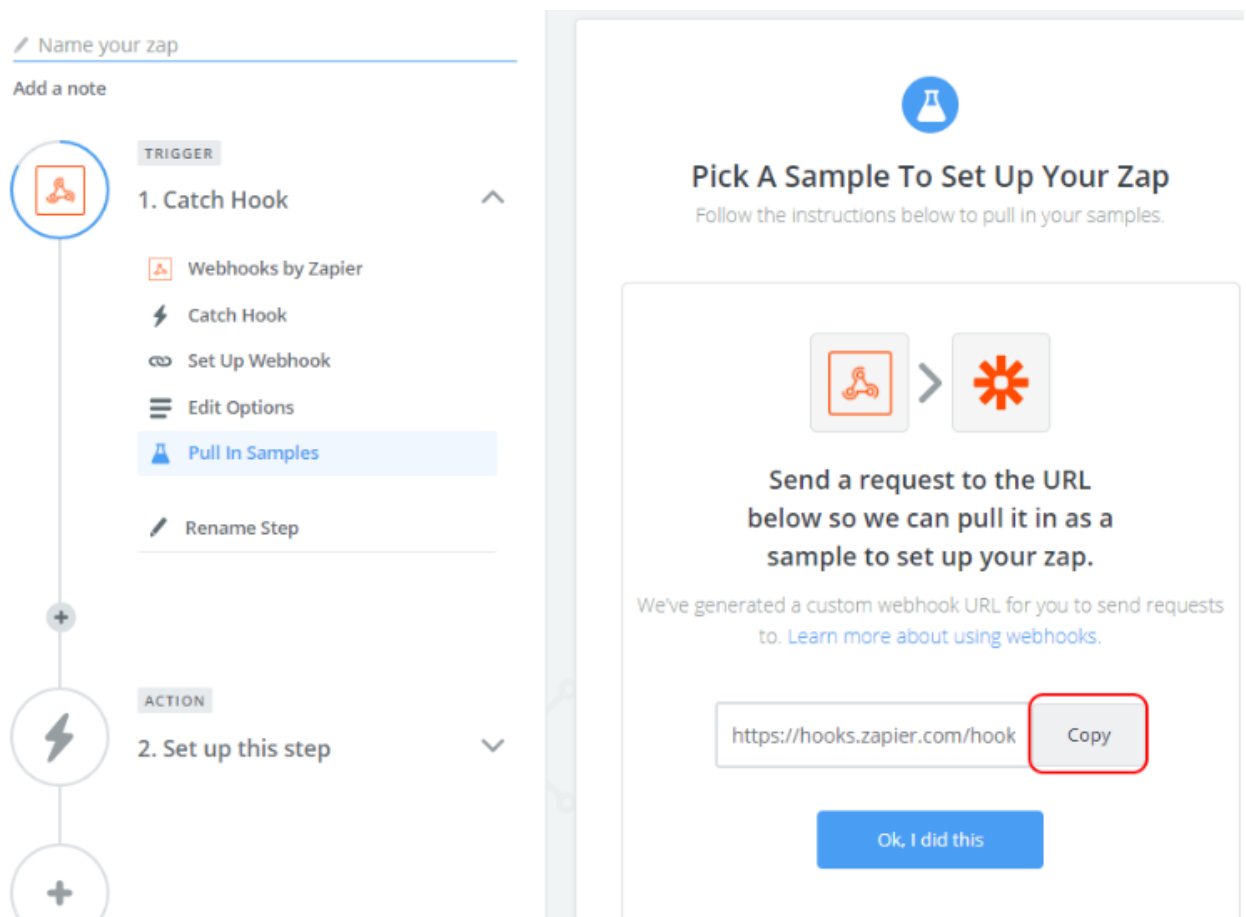 Name your zap
Add a note
TRIGGER
1. Catch Hook
Webhooks by Zapier
Catch Hook
Set Up Webhook
Edit Options
Pull In Samples
Rename Step
ACTION
2. Set up this step
Pick A Sample To Set Up Your Zap
Follow the instructions below to pull in your samples.
Send a request to the URL
below so we can pull it in as a
sample to set up your zap.
We've generated a custom webhook URL for you to send requests
to. Learn more about using webhooks.
https://hooks.zapier.com/hook Copy
Ok, I did this